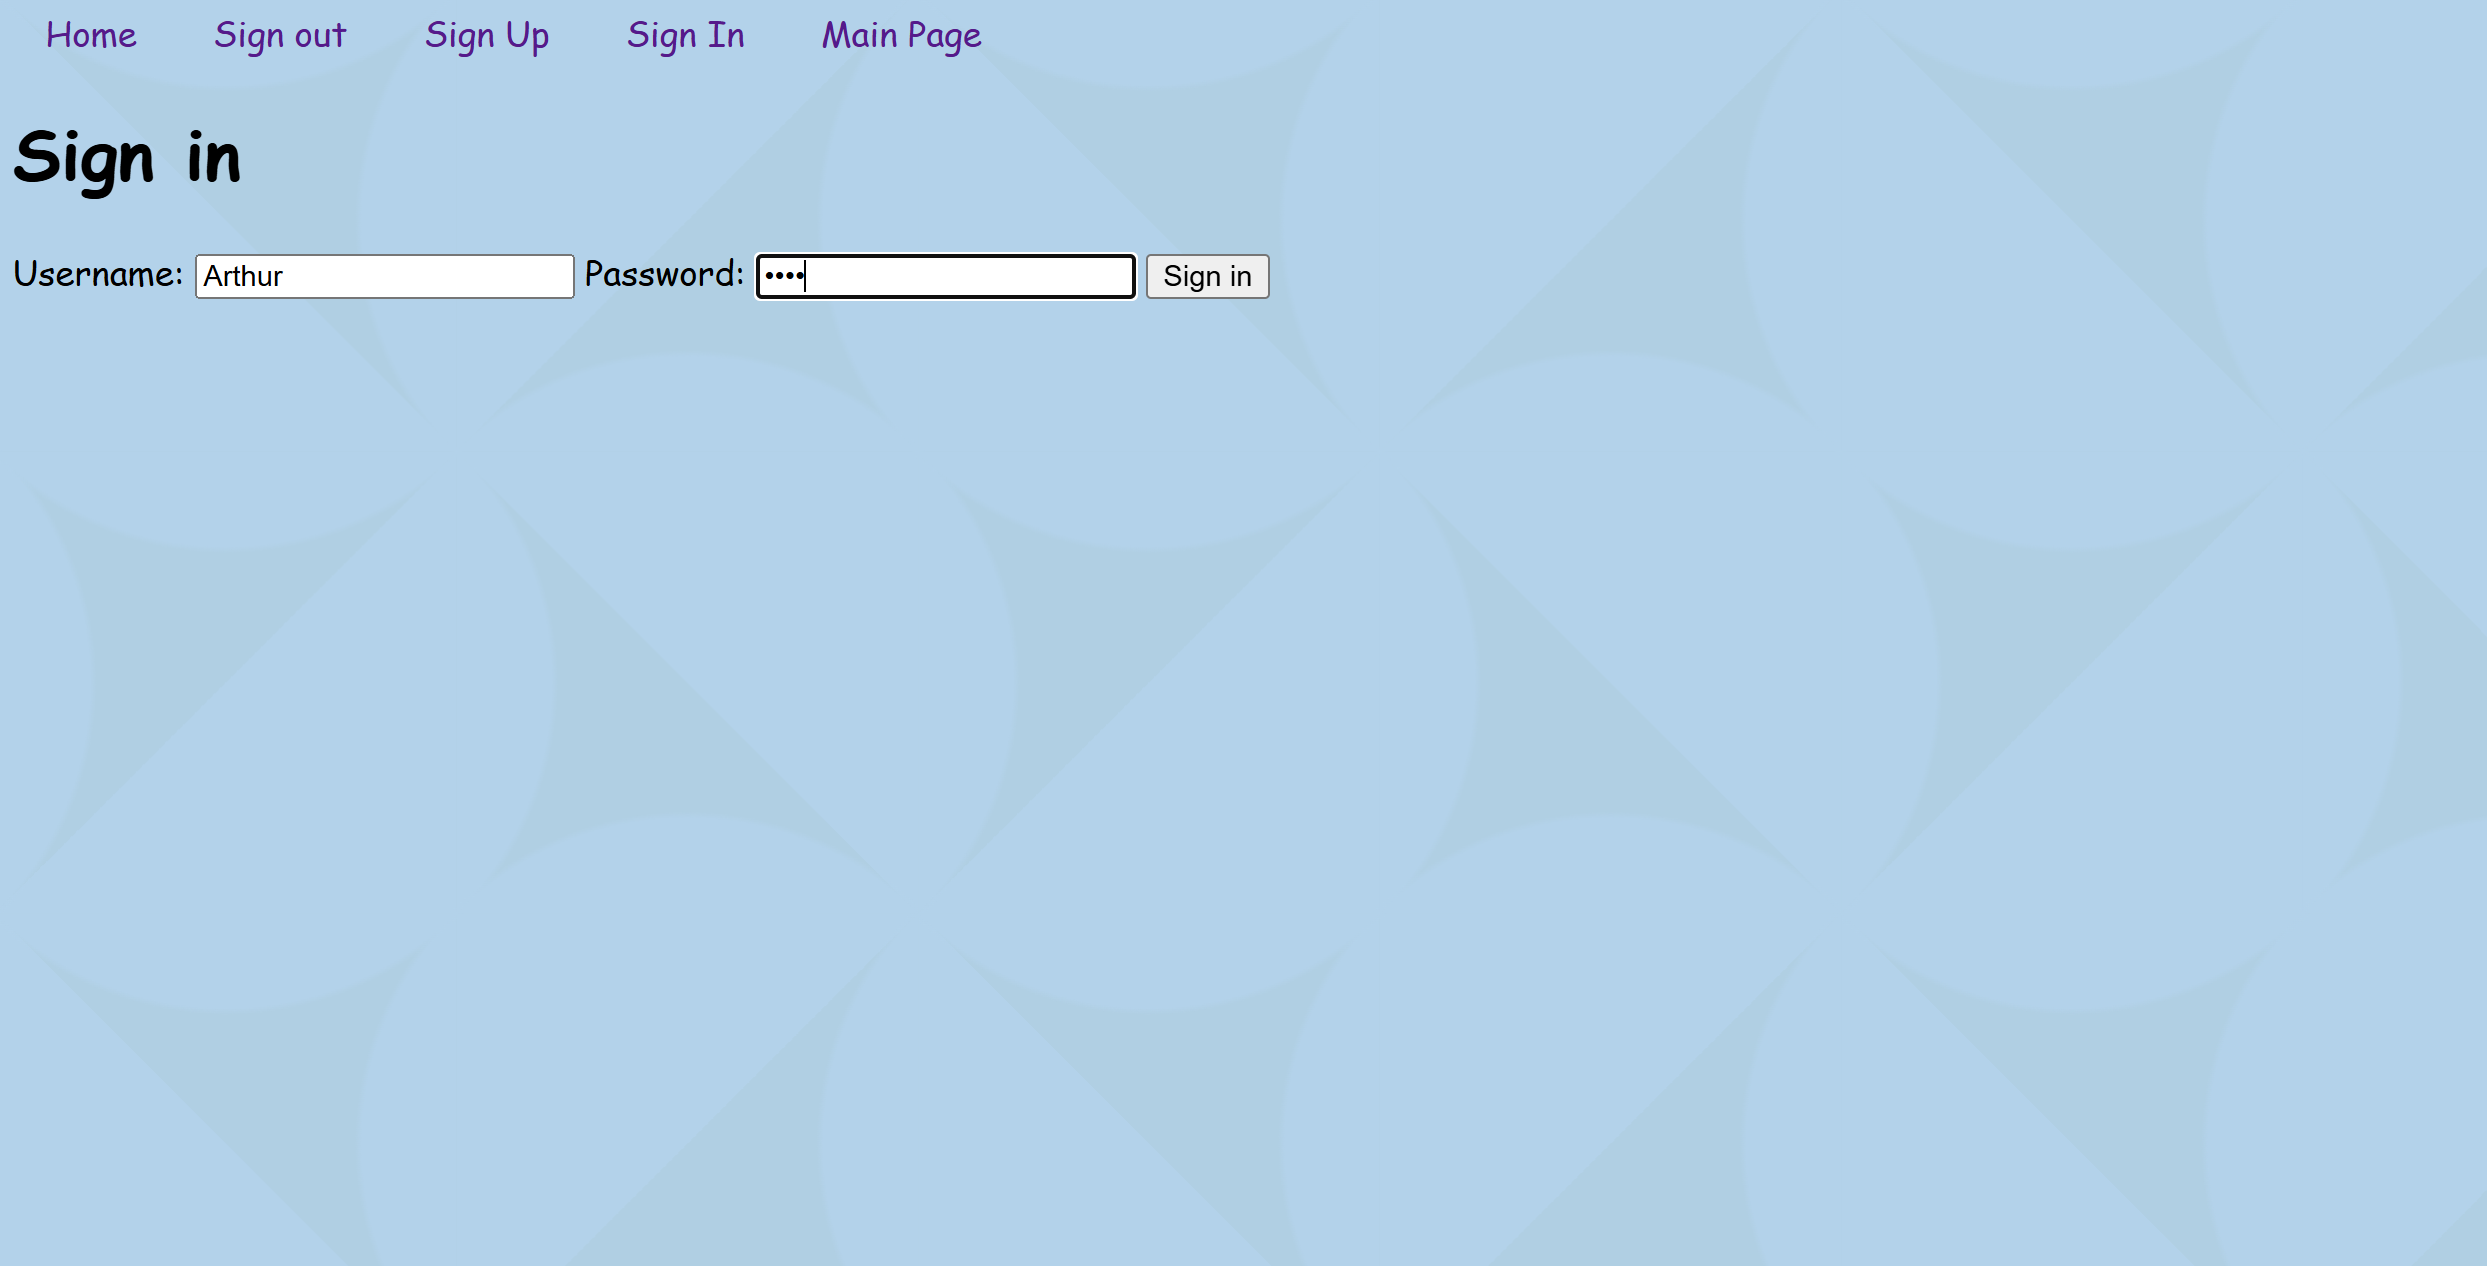 Home Sign out Sign Up Sign In Main Page
Sign in
Username: Arthur Password: •••• Sign in